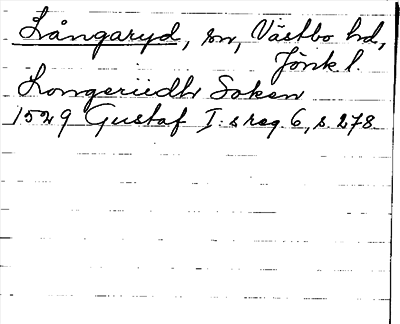 Långaryd, sn, Västbo hd,
Jönk l.
Longeriedh Soken
1529 Gustaf I:s reg. 6, s. 278